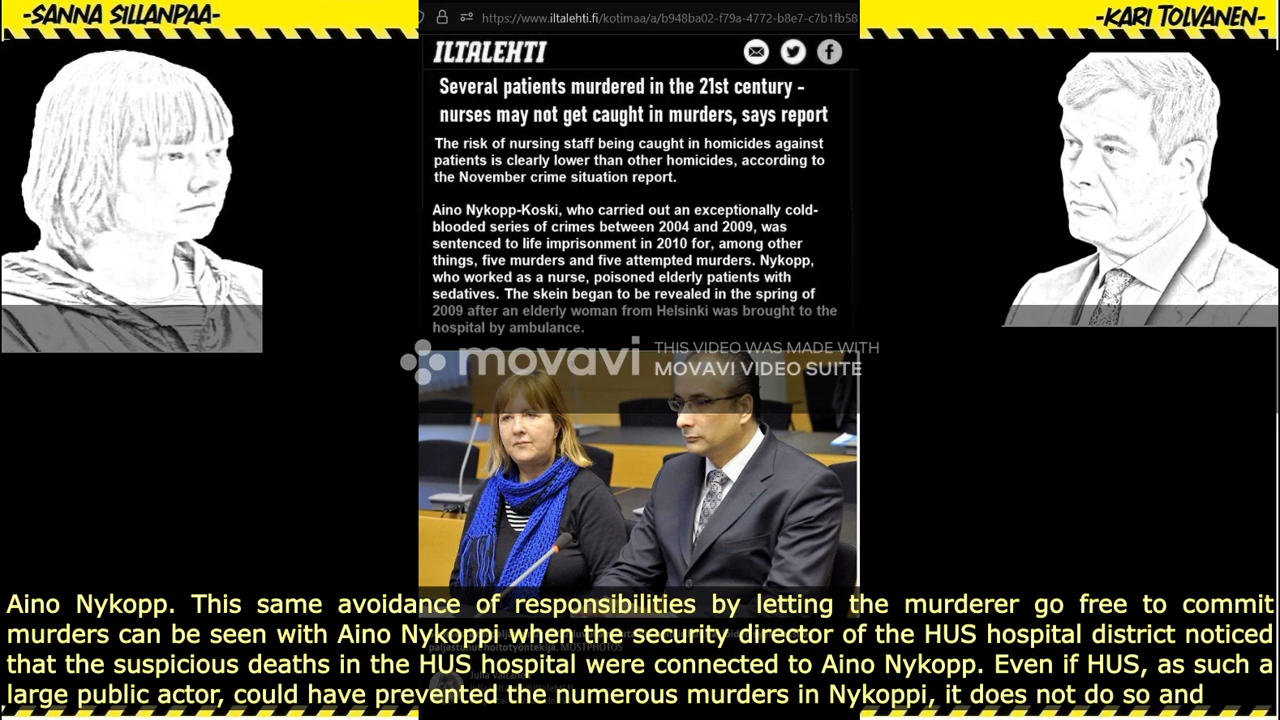 -SANNA SILLANPAA-
-KARI TOLVANEN-
https://www.iltalehti.fi/kotimaa/a/b948ba02-f79a-4772-b8e7-c7b1fb58
ILTALEHTI
Several patients murdered in the 21st century -
nurses may not get caught in murders, says report
The risk of nursing staff being caught in homicides against
patients is clearly lower than other homicides, according to
the November crime situation report.
Aino Nykopp-Koski, who carried out an exceptionally cold-
blooded series of crimes between 2004 and 2009, was
sentenced to life imprisonment in 2010 for, among other
things, five murders and five attempted murders. Nykopp,
who worked as a nurse, poisoned elderly patients with
sedatives. The skein began to be revealed in the spring of
2009 after an elderly woman from Helsinki was brought to the
hospital by ambulance.
movavi
THIS VIDEO WAS MADE WITH
MOVAVI VIDEO SUITE
Aino Nykopp. This same avoidance of responsibilities by letting the murderer go free to commit
murders can be seen with Aino Nykoppi when the security director of the HUS hospital district noticed
that the suspicious deaths in the HUS hospital were connected to Aino Nykopp. Even if HUS, as such a
large public actor, could have prevented the numerous murders in Nykoppi, it does not do so and